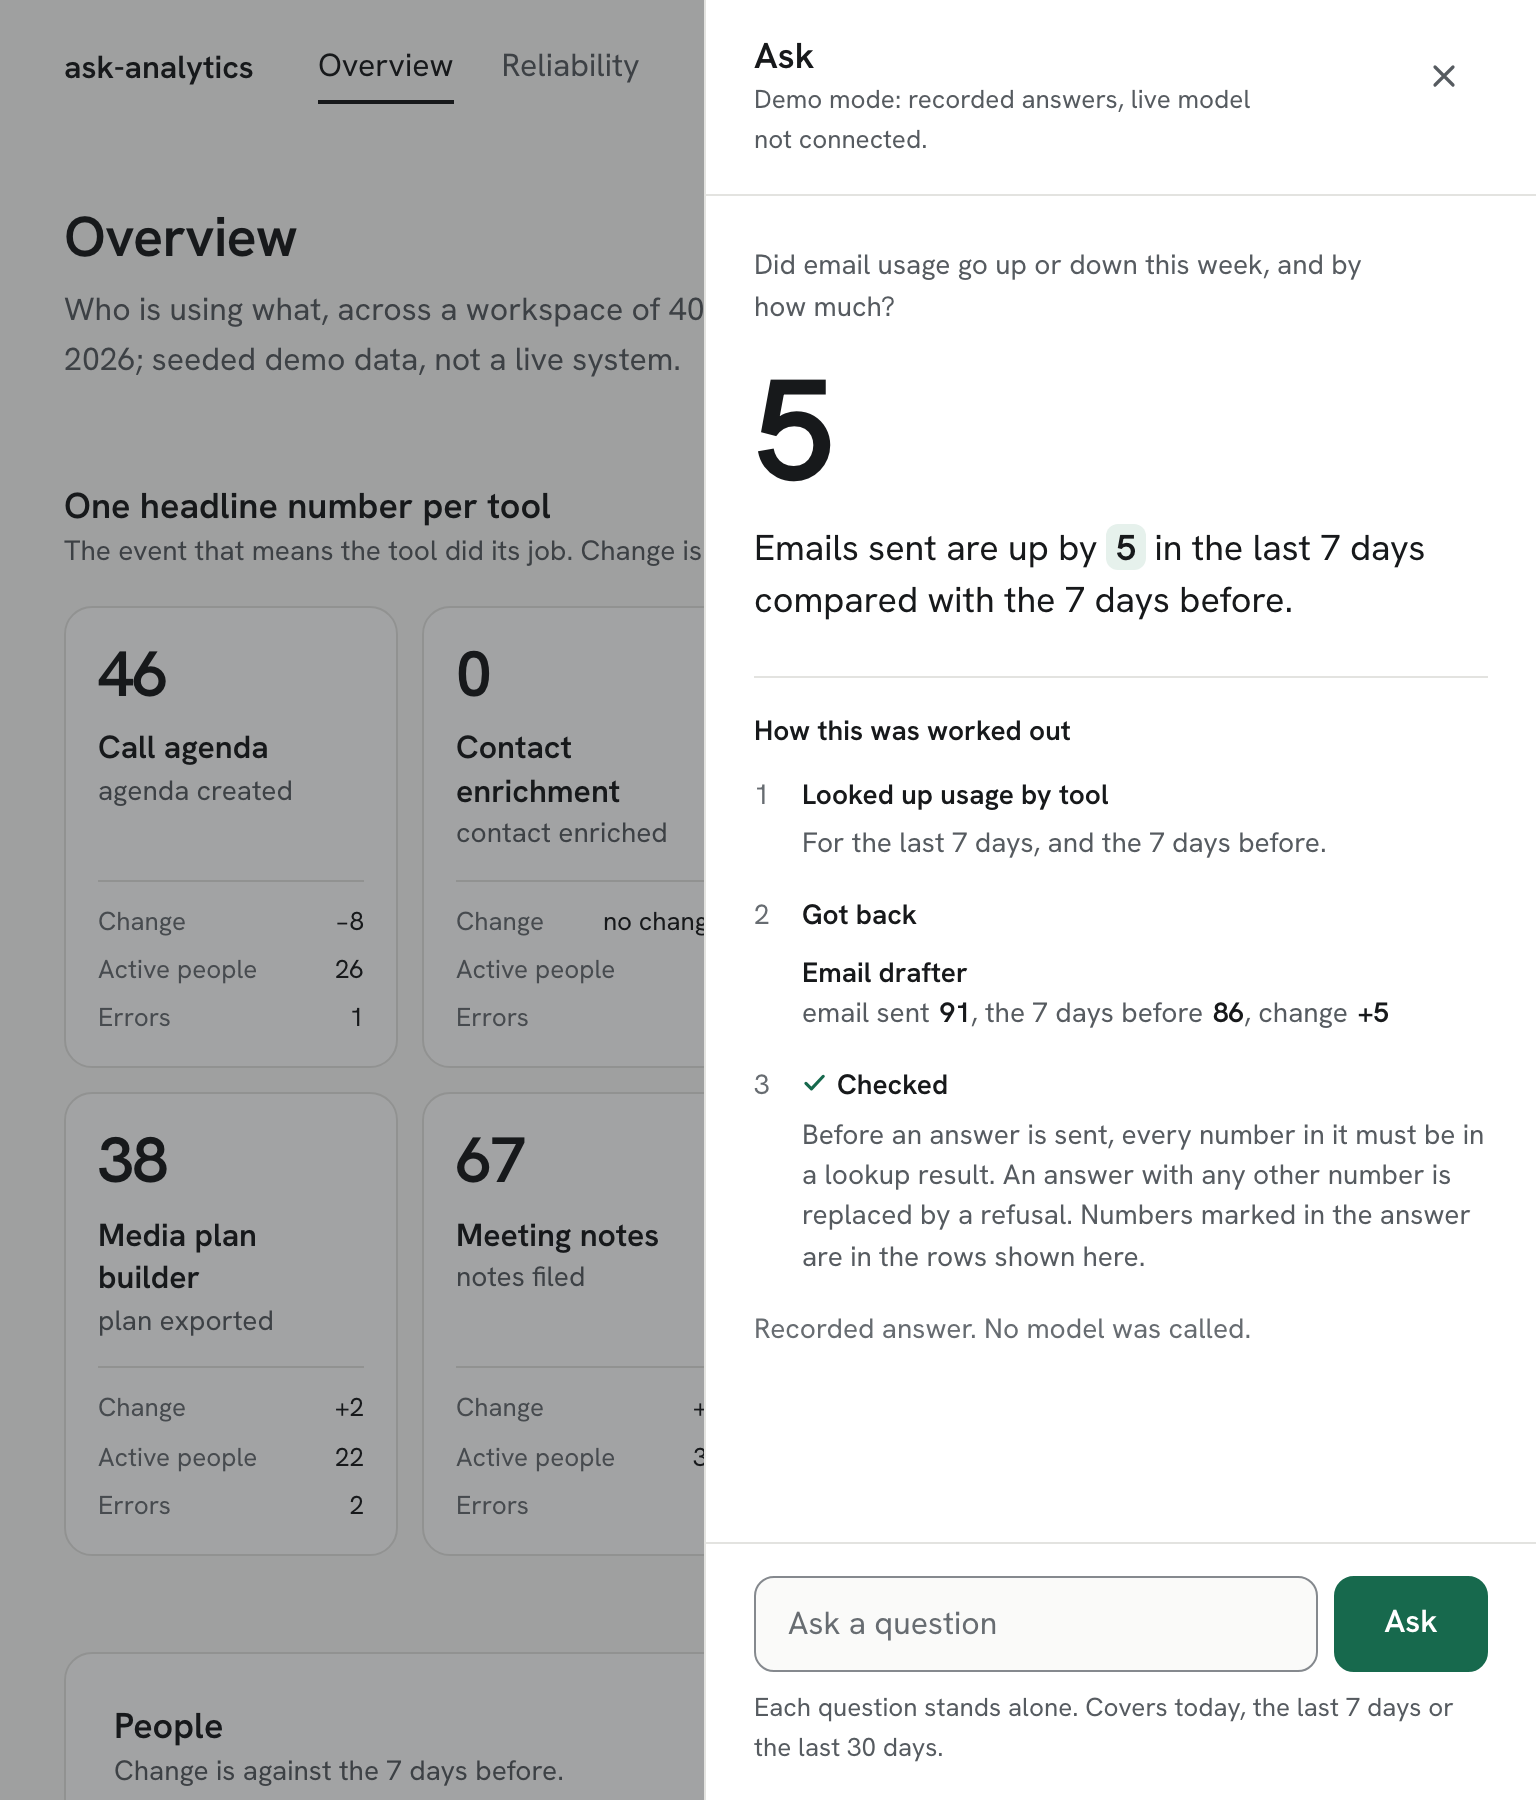 ask-analytics
Overview
Reliability
Overview
Who is using what, across a workspace of 40
2026; seeded demo data, not a live system.
One headline number per tool
The event that means the tool did its job. Change is
46
Call agenda
agenda created
Change −8
Active people 26
Errors 1
0
Contact
enrichment
contact enriched
Change no chang
Active people
Errors
38
Media plan
builder
plan exported
Change +2
Active people 22
Errors 2
67
Meeting notes
notes filed
Change +
Active people 3
Errors
People
Change is against the 7 days before.
Ask
Demo mode: recorded answers, live model
not connected.
Did email usage go up or down this week, and by
how much?
5
Emails sent are up by 5 in the last 7 days
compared with the 7 days before.
How this was worked out
1 Looked up usage by tool
For the last 7 days, and the 7 days before.
2 Got back
Email drafter
email sent 91, the 7 days before 86, change +5
3 ✓ Checked
Before an answer is sent, every number in it must be in
a lookup result. An answer with any other number is
replaced by a refusal. Numbers marked in the answer
are in the rows shown here.
Recorded answer. No model was called.
Ask a question
Ask
Each question stands alone. Covers today, the last 7 days or
the last 30 days.